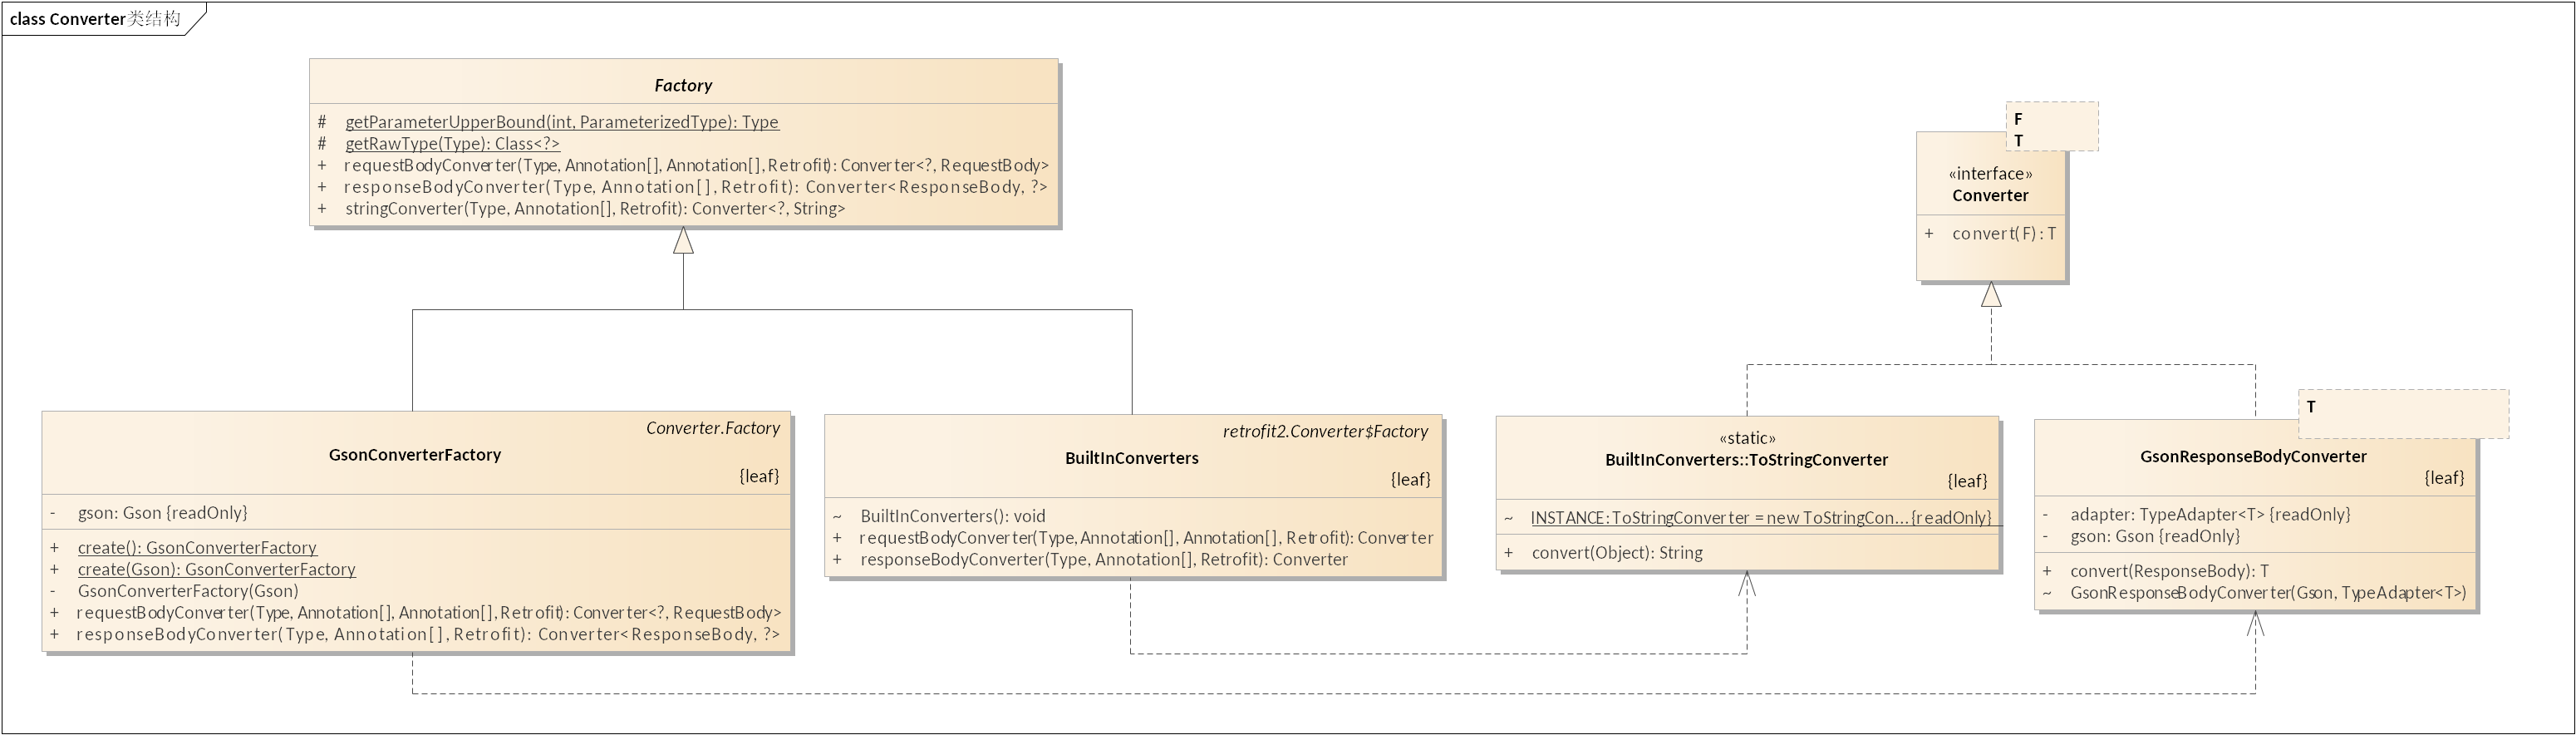 class Converter类结构
Factory
# getParameterUpperBound(int, ParameterizedType): Type
# getRawType(Type): Class<?>
+ requestBodyConverter(Type, Annotation[], Annotation[], Retrofit): Converter<?, RequestBody>
+ responseBodyConverter(Type, Annotation[], Retrofit): Converter<ResponseBody, ?>
+ stringConverter(Type, Annotation[], Retrofit): Converter<?, String>
F
T
«interface»
Converter
+ convert(F): T
Converter.Factory
GsonConverterFactory
{leaf}
- gson: Gson {readOnly}
+ create(): GsonConverterFactory
+ create(Gson): GsonConverterFactory
- GsonConverterFactory(Gson)
+ requestBodyConverter(Type, Annotation[], Annotation[], Retrofit): Converter<?, RequestBody>
+ responseBodyConverter(Type, Annotation[], Retrofit): Converter<ResponseBody, ?>
retrofit2.Converter$Factory
BuiltInConverters
{leaf}
~ BuiltInConverters(): void
+ requestBodyConverter(Type, Annotation[], Annotation[], Retrofit): Converter
+ responseBodyConverter(Type, Annotation[], Retrofit): Converter
«static»
BuiltInConverters::ToStringConverter
{leaf}
~ INSTANCE: ToStringConverter = new ToStringCon... {readOnly}
+ convert(Object): String
T
GsonResponseBodyConverter
{leaf}
- adapter: TypeAdapter<T> {readOnly}
- gson: Gson {readOnly}
+ convert(ResponseBody): T
~ GsonResponseBodyConverter(Gson, TypeAdapter<T>)